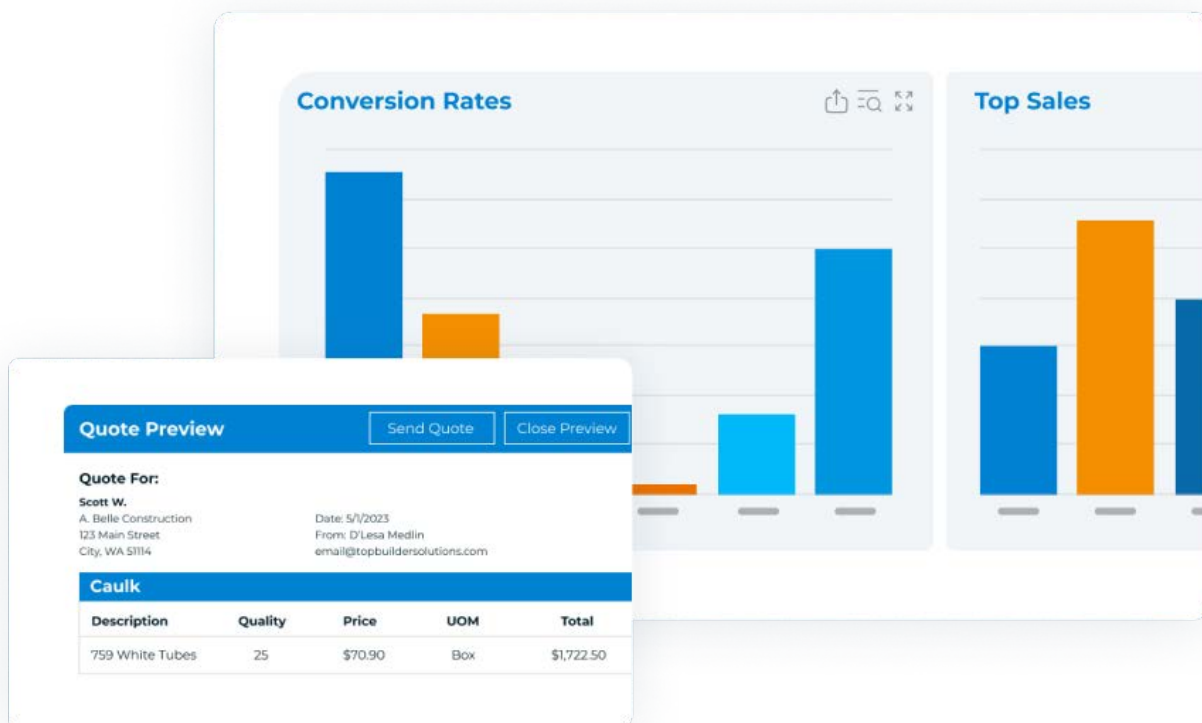 Conversion Rates
Top Sales
Quote Preview
Send Quote
Close Preview
Quote For:
Scott W.
A. Belle Construction
123 Main Street
City, WA 51114
Date: 5/1/2023
From: D'Lesa Medlin
email@topbuildersolutions.com
Caulk
Description Quality Price UOM Total
759 White Tubes 25 $70.90 Box $1,722.50